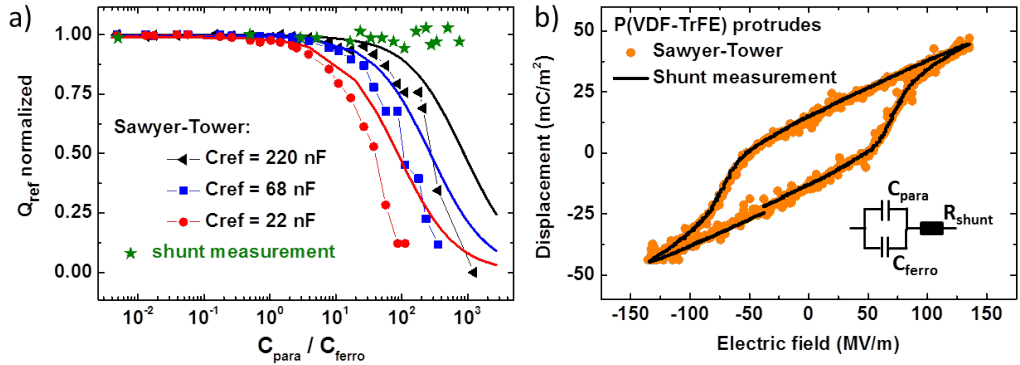 a)
1.00
0.75
0.50
0.25
0.00
Q_ref normalized
Sawyer-Tower:
Cref = 220 nF
Cref = 68 nF
Cref = 22 nF
shunt measurement
10^-2 10^-1 10^0 10^1 10^2 10^3
C_para / C_ferro
b)
50
25
0
-25
-50
Displacement (mC/m²)
P(VDF-TrFE) protrudes
Sawyer-Tower
Shunt measurement
C_para
R_shunt
C_ferro
-150 -100 -50 0 50 100 150
Electric field (MV/m)